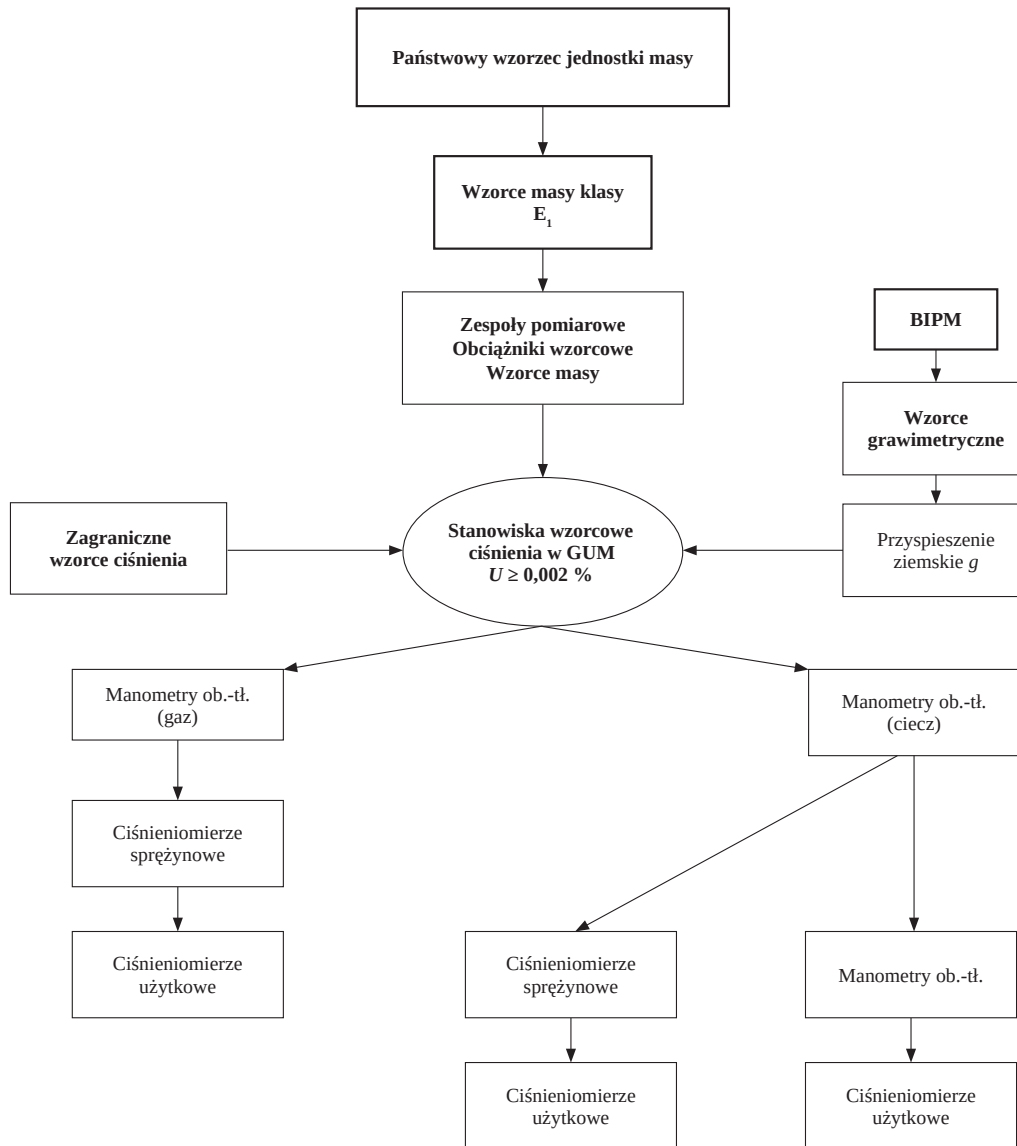 Państwowy wzorzec jednostki masy
Wzorce masy klasy
E₁
Zespoły pomiarowe
Obciążniki wzorcowe
Wzorce masy
BIPM
Wzorce
grawimetryczne
Zagraniczne
wzorce ciśnienia
Stanowiska wzorcowe
ciśnienia w GUM
U ≥ 0,002 %
Przyspieszenie
ziemskie g
Manometry ob.-tł.
(gaz)
Manometry ob.-tł.
(ciecz)
Ciśnieniomierze
sprężynowe
Ciśnieniomierze
użytkowe
Ciśnieniomierze
sprężynowe
Manometry ob.-tł.
Ciśnieniomierze
użytkowe
Ciśnieniomierze
użytkowe